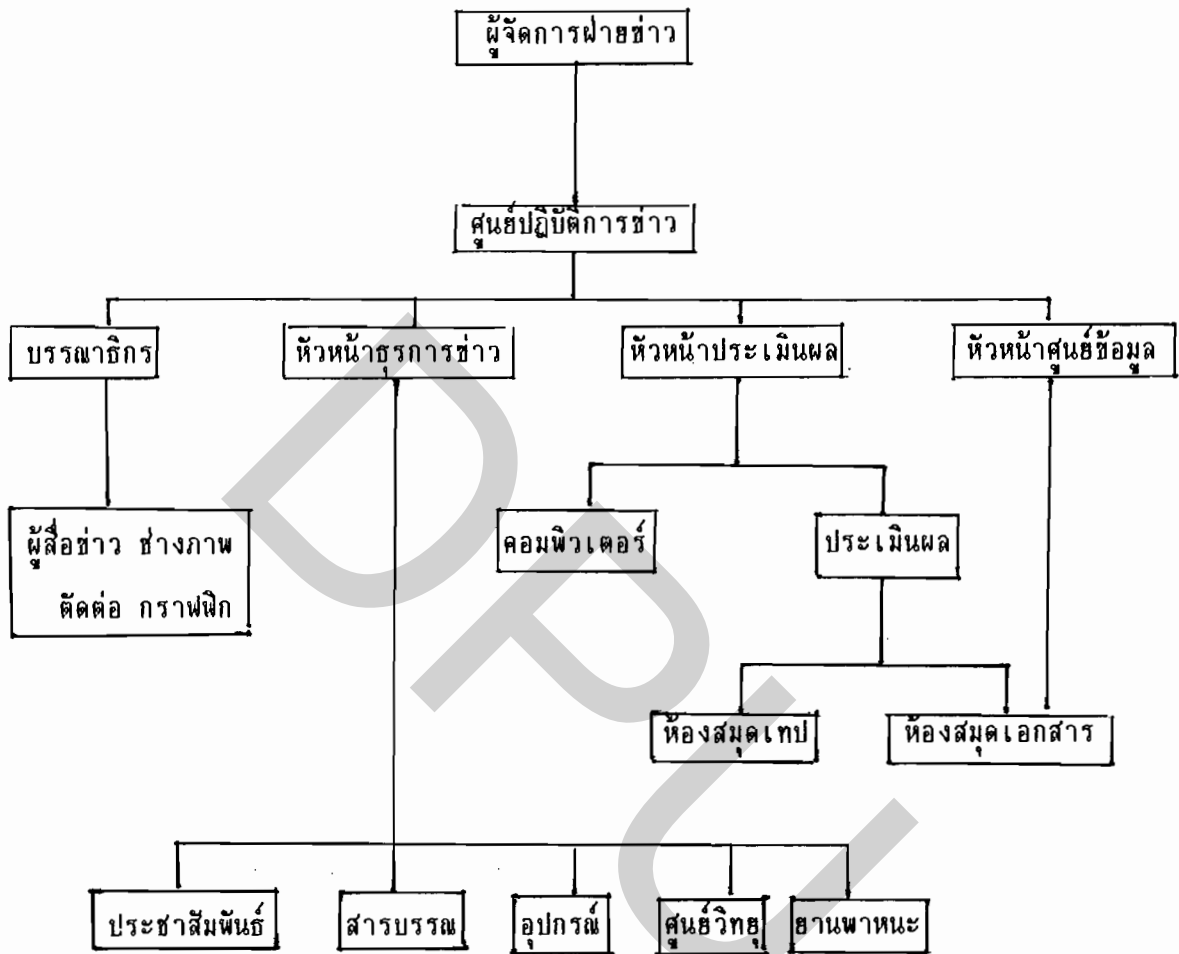 ผู้จัดการฝ่ายข่าว
ศูนย์ปฏิบัติการข่าว
บรรณาธิกร
หัวหน้าธุรการข่าว
หัวหน้าประเมินผล
หัวหน้าศูนย์ข้อมูล
ผู้สื่อข่าว ช่างภาพ
ตัดต่อ กราฟฟิก
คอมพิวเตอร์
ประเมินผล
ห้องสมุดเทป
ห้องสมุดเอกสาร
ประชาสัมพันธ์
สารบรรณ
อุปกรณ์
ศูนย์วิทยุ
ยานพาหนะ
DPU